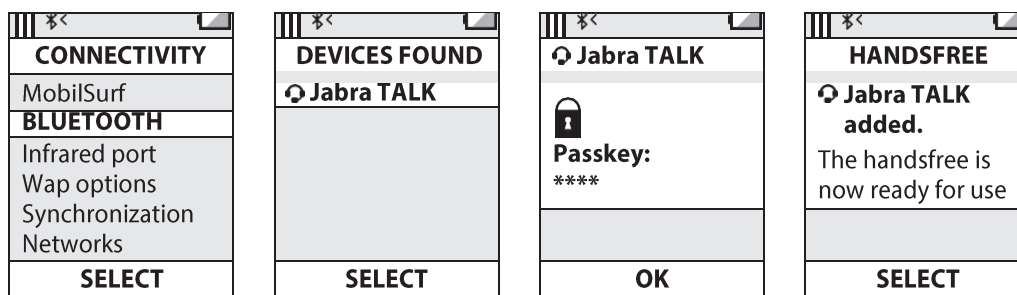 CONNECTIVITY
MobilSurf
BLUETOOTH
Infrared port
Wap options
Synchronization
Networks
SELECT
DEVICES FOUND
Jabra TALK
SELECT
Jabra TALK
Passkey:
****
OK
HANDSFREE
Jabra TALK
added.
The handsfree is
now ready for use
SELECT